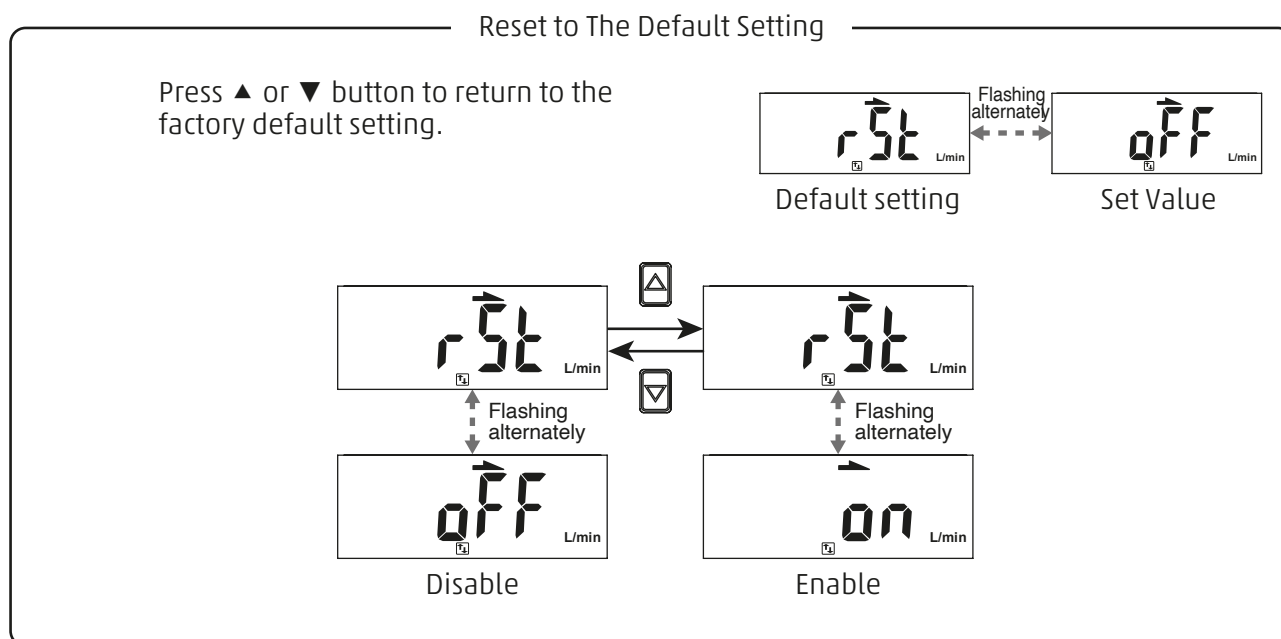 Reset to The Default Setting
Press ▲ or ▼ button to return to the
factory default setting.
Flashing
alternately
rSt
L/min
oFF
L/min
Default setting
Set Value
rSt
L/min
rSt
L/min
Flashing
alternately
Flashing
alternately
oFF
L/min
on
L/min
Disable
Enable